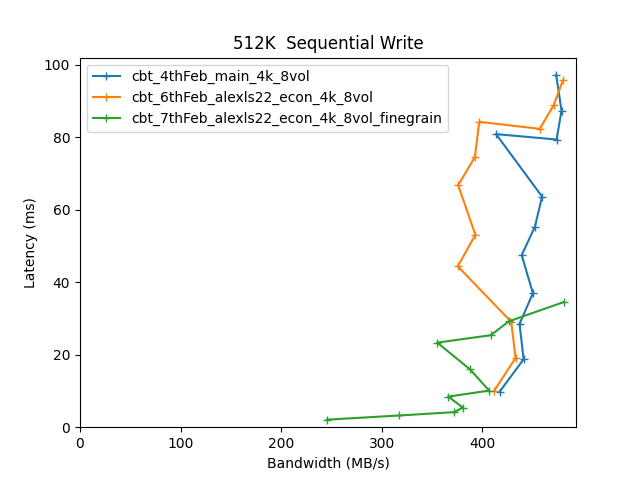 512K  Sequential Write
cbt_4thFeb_main_4k_8vol
cbt_6thFeb_alexls22_econ_4k_8vol
cbt_7thFeb_alexls22_econ_4k_8vol_finegrain
Latency (ms)
100
80
60
40
20
0
0 100 200 300 400
Bandwidth (MB/s)